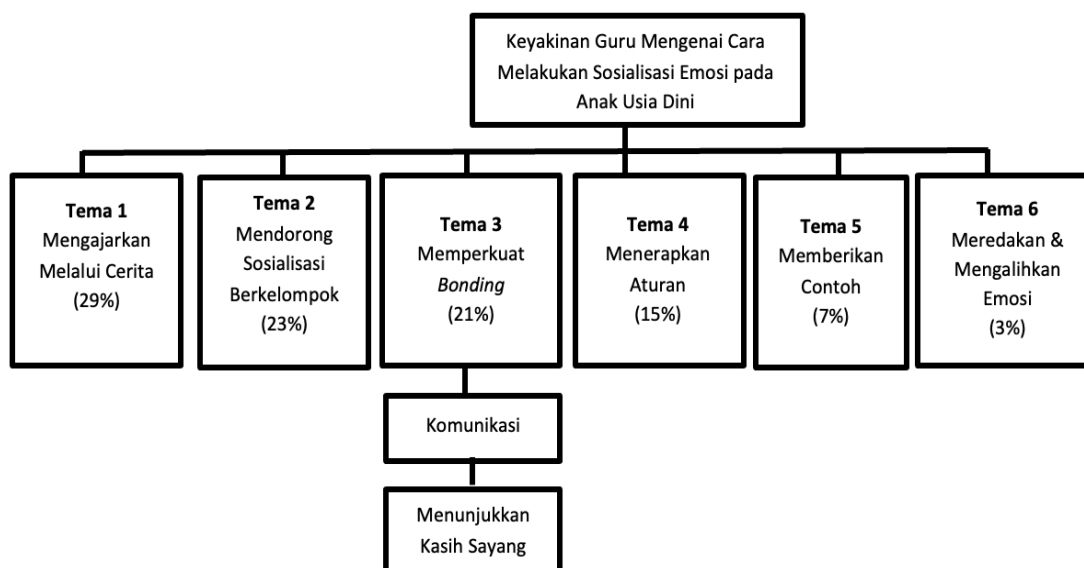 Keyakinan Guru Mengenai Cara
Melakukan Sosialisasi Emosi pada
Anak Usia Dini
Tema 1
Mengajarkan
Melalui Cerita
(29%)
Tema 2
Mendorong
Sosialisasi
Berkelompok
(23%)
Tema 3
Memperkuat
Bonding
(21%)
Tema 4
Menerapkan
Aturan
(15%)
Tema 5
Memberikan
Contoh
(7%)
Tema 6
Meredakan &
Mengalihkan
Emosi
(3%)
Komunikasi
Menunjukkan
Kasih Sayang